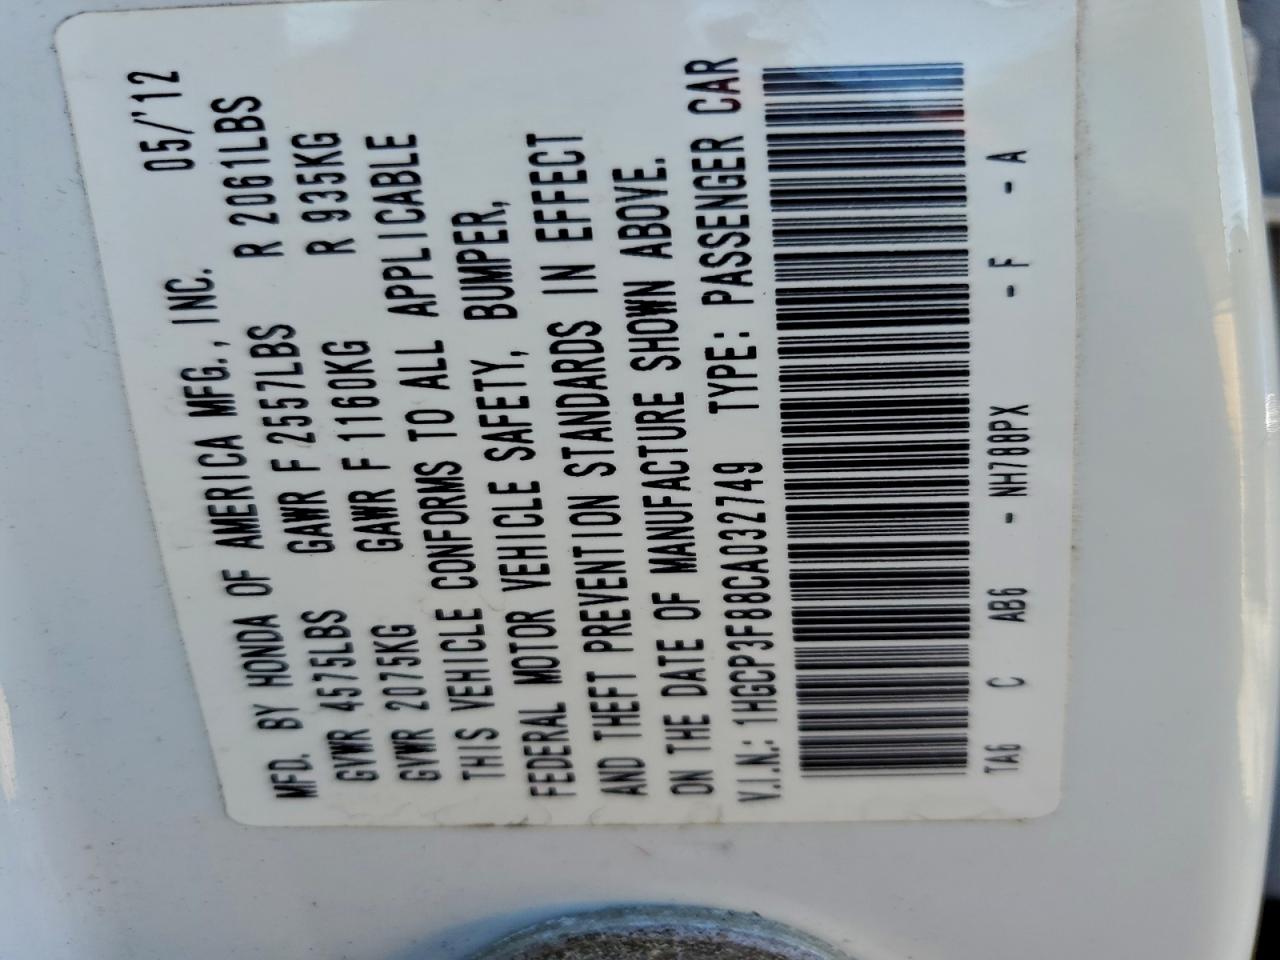 MFD. BY HONDA OF AMERICA MFG., INC. 05/'12
GVWR 4575LBS GAWR F 2557LBS R 2061LBS
GVWR 2075KG GAWR F 1160KG R 935KG
THIS VEHICLE CONFORMS TO ALL APPLICABLE
FEDERAL MOTOR VEHICLE SAFETY, BUMPER,
AND THEFT PREVENTION STANDARDS IN EFFECT
ON THE DATE OF MANUFACTURE SHOWN ABOVE.
V.I.N.: 1HGCP3F88CA032749 TYPE: PASSENGER CAR
TA6 C AB6 - NH788PX - F - A